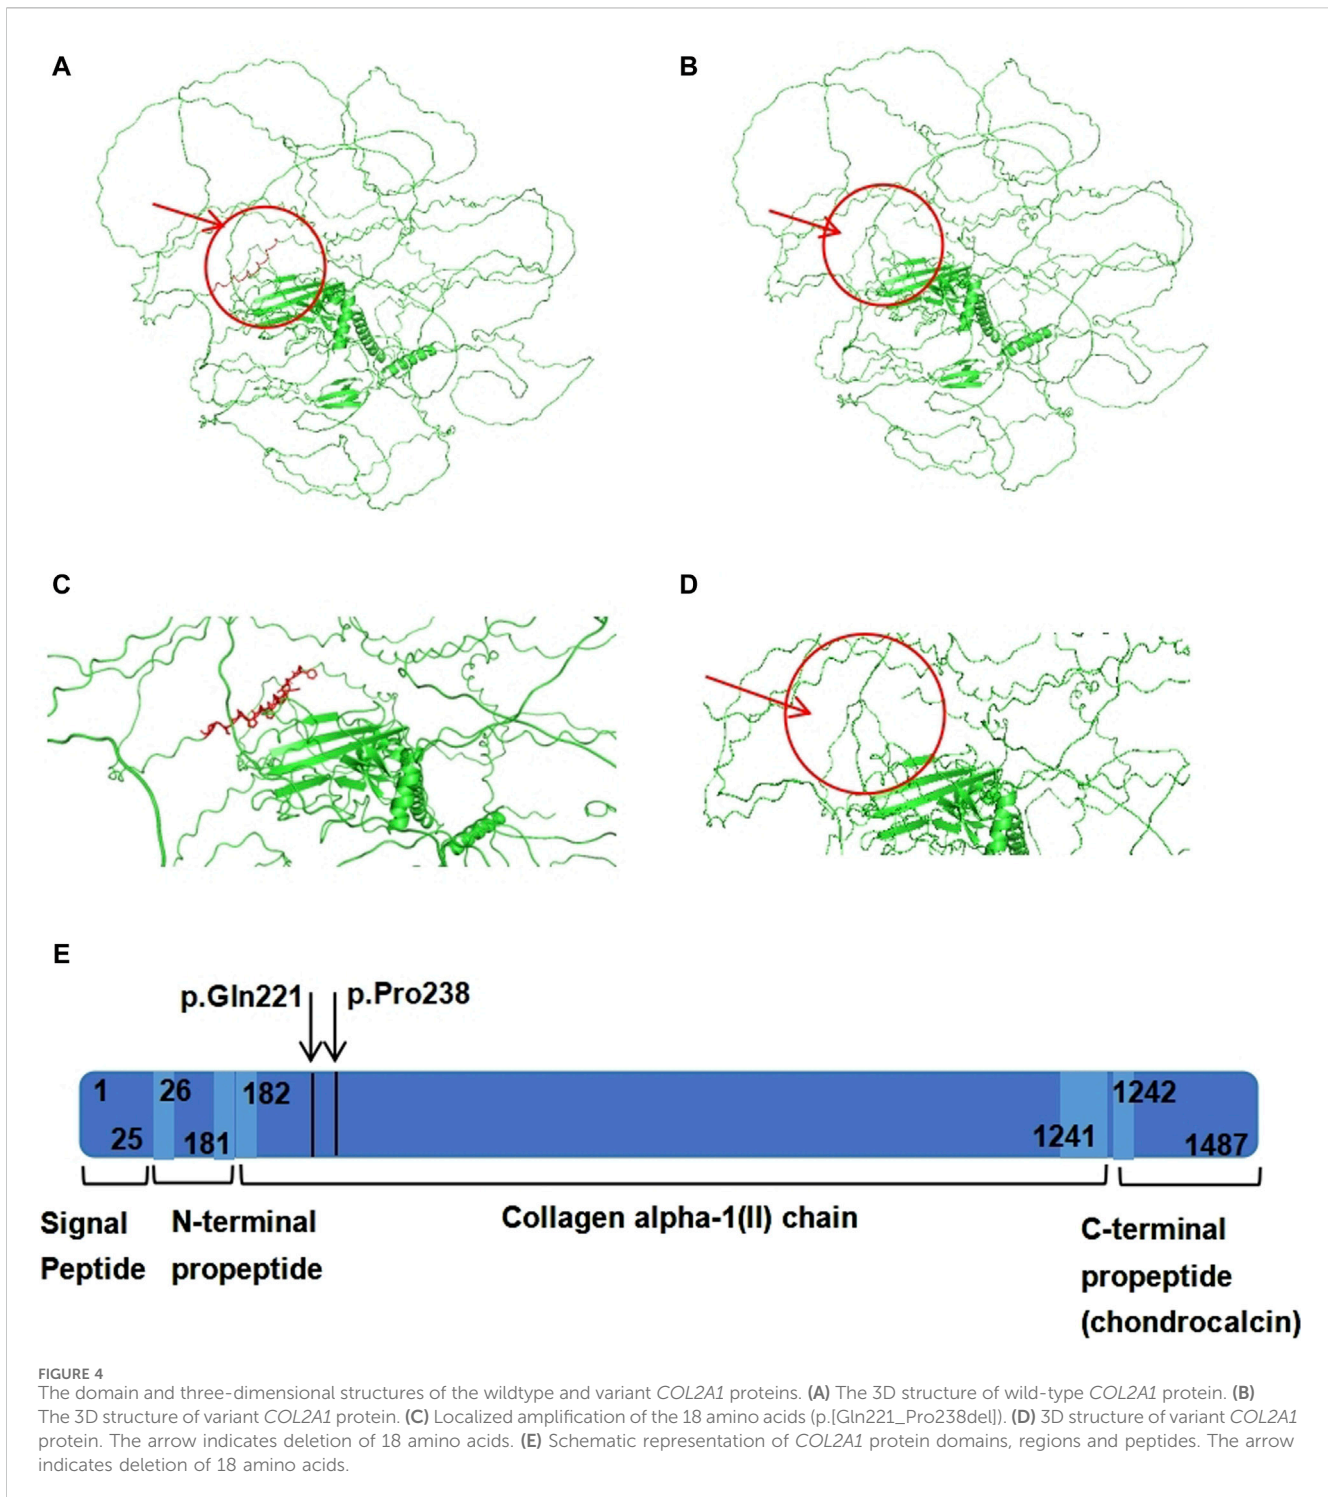 A
B
C
D
E
p.Gln221
p.Pro238
1
26
182
1242
25
181
1241
1487
Signal
Peptide
N-terminal
propeptide
Collagen alpha-1(II) chain
C-terminal
propeptide
(chondrocalcin)
FIGURE 4
The domain and three-dimensional structures of the wildtype and variant COL2A1 proteins. (A) The 3D structure of wild-type COL2A1 protein. (B)
The 3D structure of variant COL2A1 protein. (C) Localized amplification of the 18 amino acids (p.[Gln221_Pro238del]). (D) 3D structure of variant COL2A1
protein. The arrow indicates deletion of 18 amino acids. (E) Schematic representation of COL2A1 protein domains, regions and peptides. The arrow
indicates deletion of 18 amino acids.